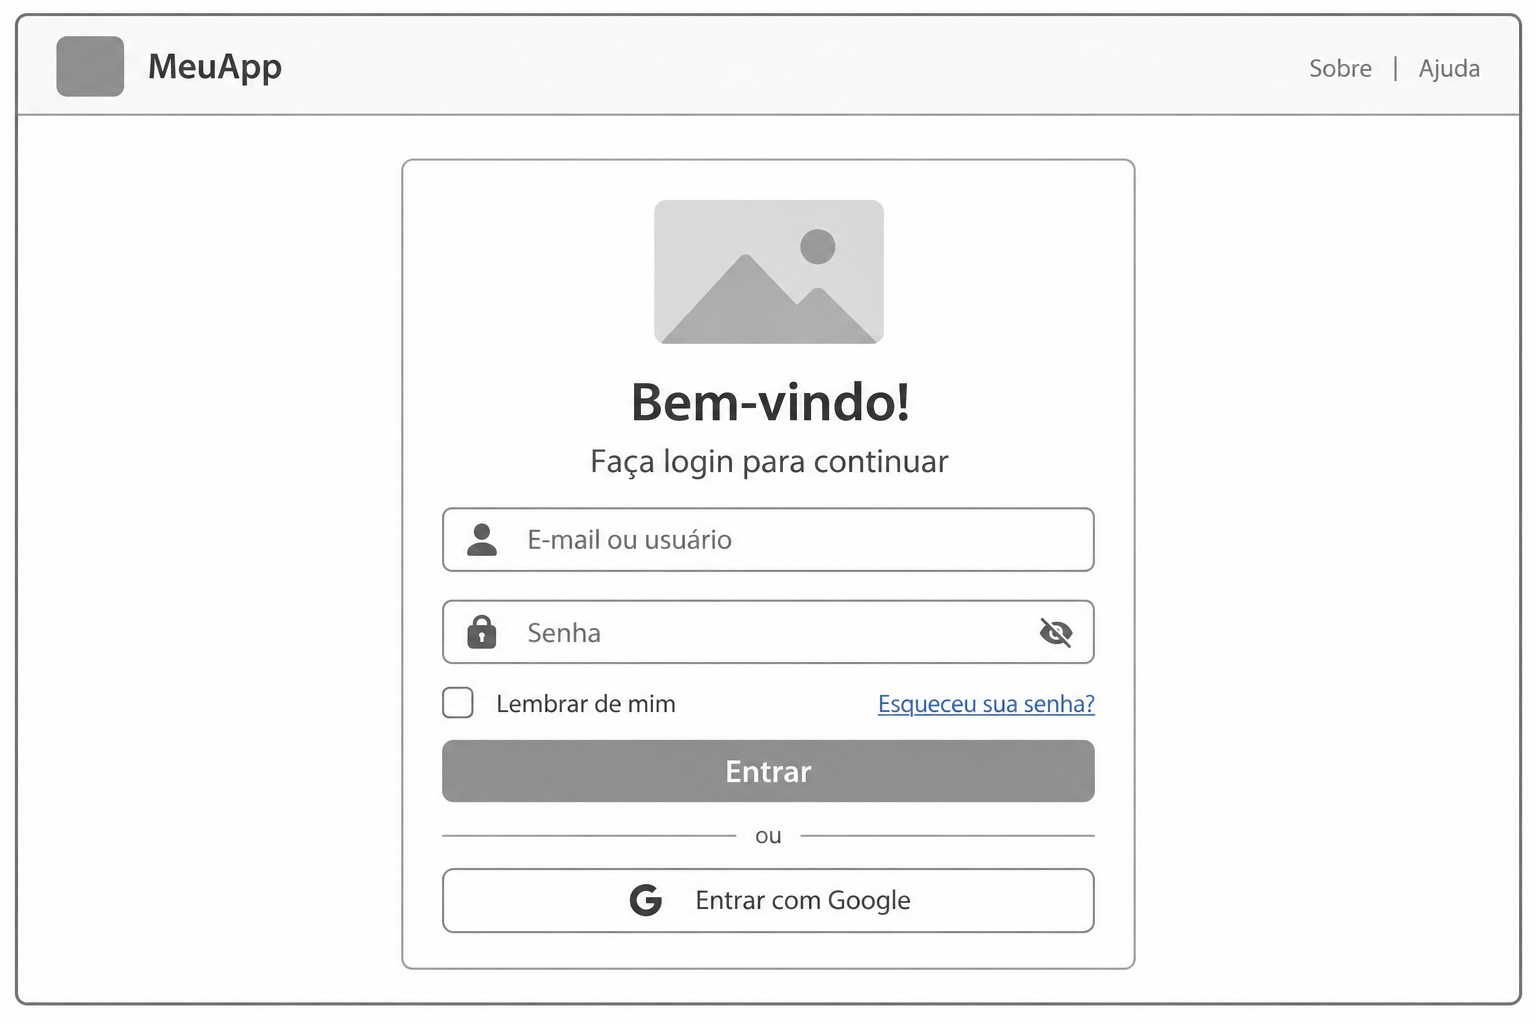 MeuApp
Sobre | Ajuda
Bem-vindo!
Faça login para continuar
E-mail ou usuário
Senha
Lembrar de mim
Esqueceu sua senha?
Entrar
ou
G Entrar com Google